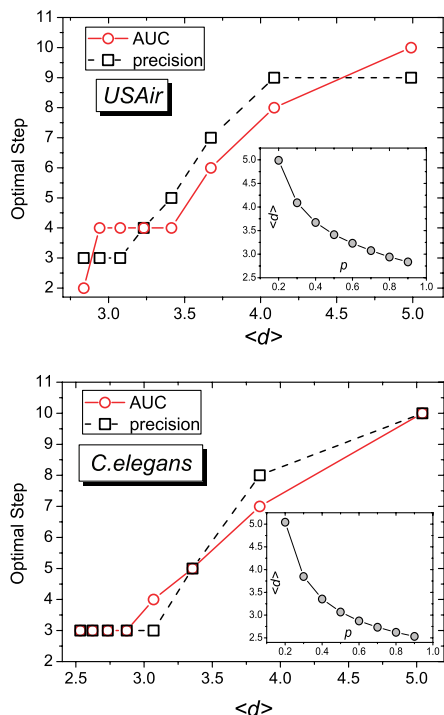 11
10
9
8
7
6
5
4
3
2
Optimal Step
AUC
precision
USAir
5.0
4.5
4.0
3.5
3.0
2.5
<d>
0.2 0.4 0.6 0.8 1.0
p
3.0 3.5 4.0 4.5 5.0
<d>
11
10
9
8
7
6
5
4
3
2
Optimal Step
AUC
precision
C.elegans
5.0
4.5
4.0
3.5
3.0
2.5
<d>
0.2 0.4 0.6 0.8 1.0
p
2.5 3.0 3.5 4.0 4.5 5.0
<d>